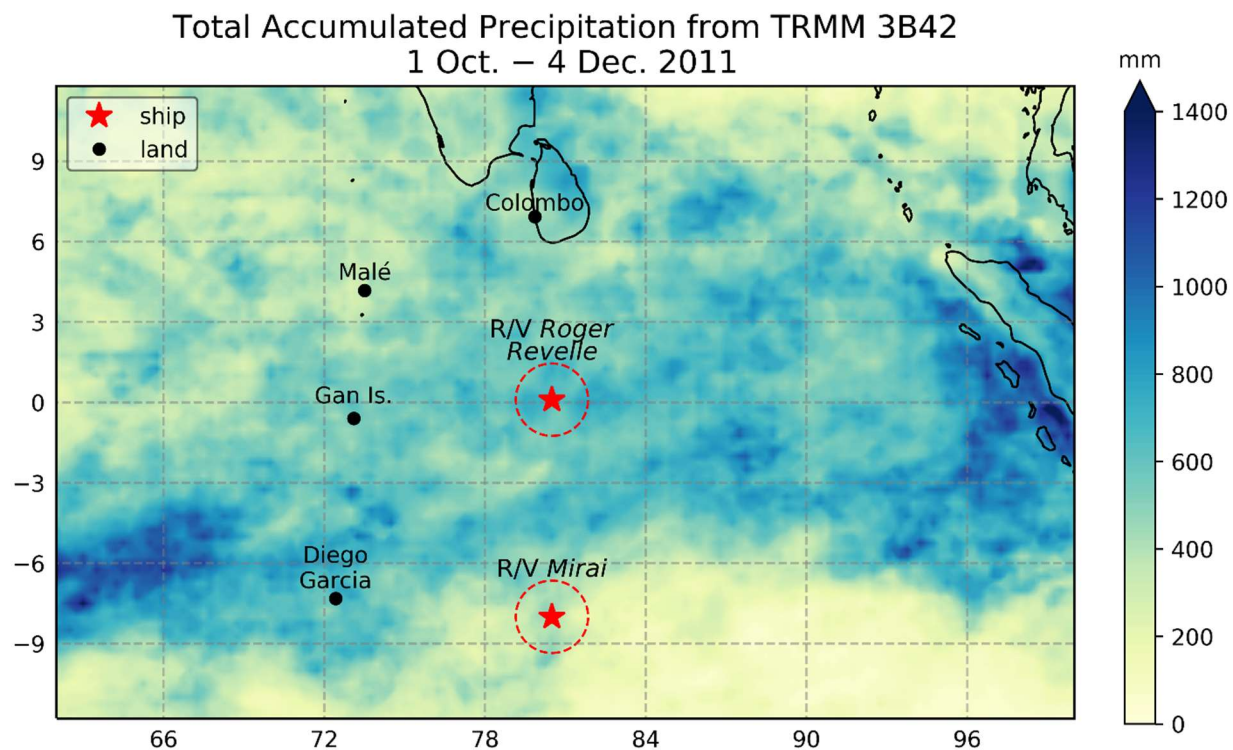 Total Accumulated Precipitation from TRMM 3B42
1 Oct. − 4 Dec. 2011
mm
ship
land
1400
1200
1000
800
600
400
200
0
9
6
3
0
−3
−6
−9
Colombo
Malé
R/V Roger
Revelle
Gan Is.
Diego
Garcia
R/V Mirai
66
72
78
84
90
96